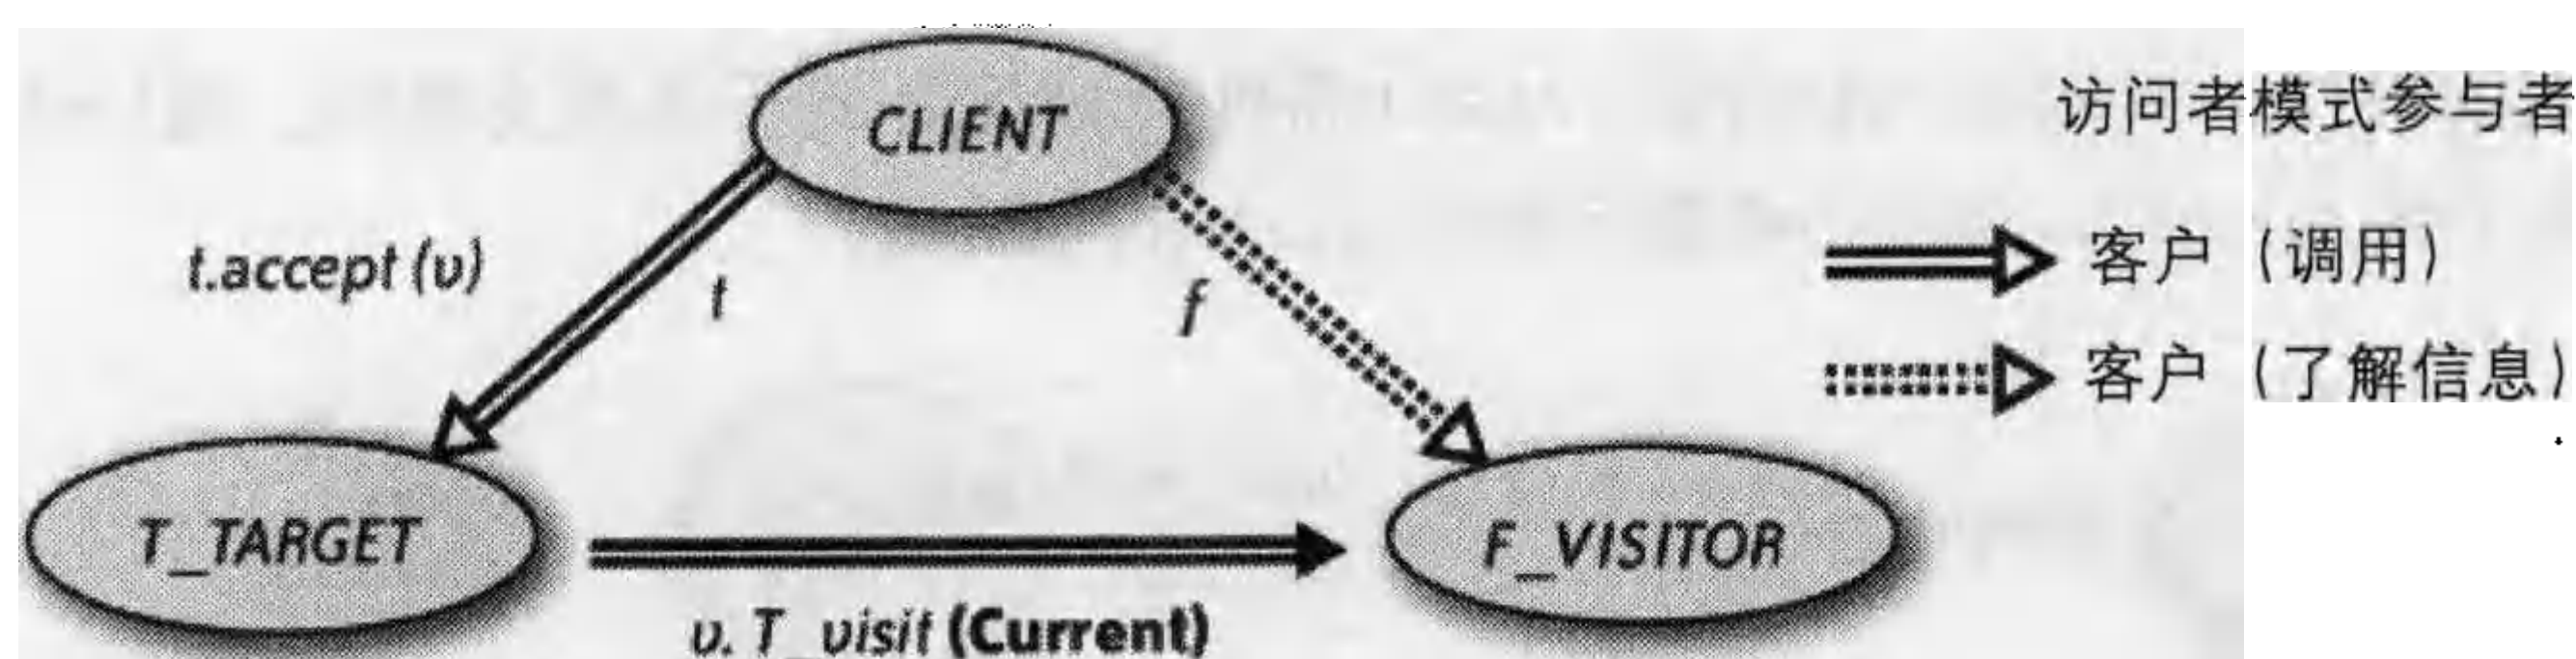 CLIENT
访问者模式参与者
t.accept (υ)
t
f
客户（调用）
客户（了解信息）
T_TARGET
F_VISITOR
υ. T_υisit (Current)